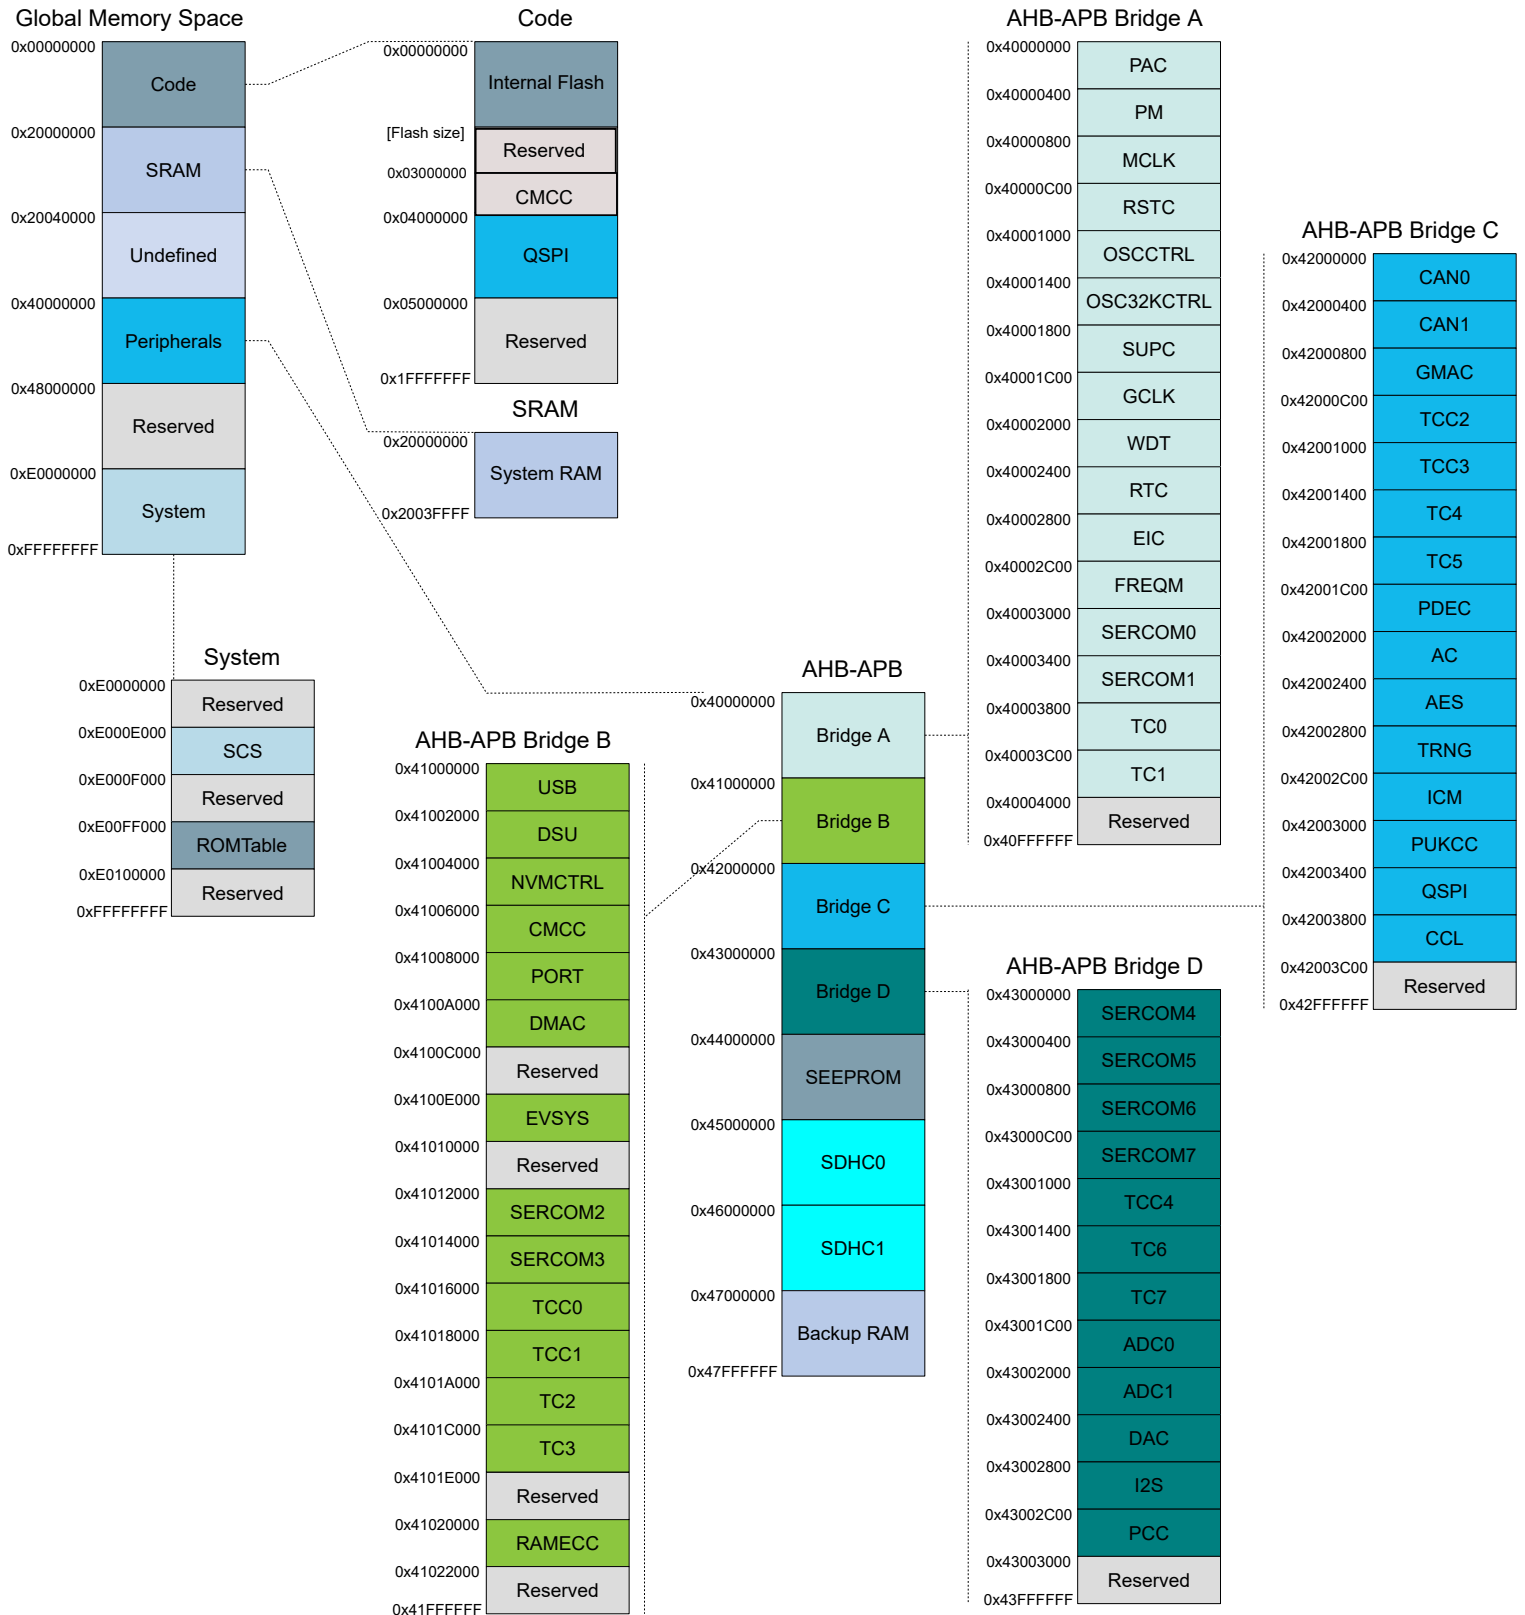 Global Memory Space
0x00000000
Code
0x20000000
SRAM
0x20040000
Undefined
0x40000000
Peripherals
0x48000000
Reserved
0xE0000000
System
0xFFFFFFFF
Code
0x00000000
Internal Flash
[Flash size]
Reserved
0x03000000
CMCC
0x04000000
QSPI
0x05000000
Reserved
0x1FFFFFFF
SRAM
0x20000000
System RAM
0x2003FFFF
System
0xE0000000
Reserved
0xE000E000
SCS
0xE000F000
Reserved
0xE00FF000
ROMTable
0xE0100000
Reserved
0xFFFFFFFF
AHB-APB Bridge B
0x41000000
USB
0x41002000
DSU
0x41004000
NVMCTRL
0x41006000
CMCC
0x41008000
PORT
0x4100A000
DMAC
0x4100C000
Reserved
0x4100E000
EVSYS
0x41010000
Reserved
0x41012000
SERCOM2
0x41014000
SERCOM3
0x41016000
TCC0
0x41018000
TCC1
0x4101A000
TC2
0x4101C000
TC3
0x4101E000
Reserved
0x41020000
RAMECC
0x41022000
Reserved
0x41FFFFFF
AHB-APB
0x40000000
Bridge A
0x41000000
Bridge B
0x42000000
Bridge C
0x43000000
Bridge D
0x44000000
SEEPROM
0x45000000
SDHC0
0x46000000
SDHC1
0x47000000
Backup RAM
0x47FFFFFF
AHB-APB Bridge A
0x40000000
PAC
0x40000400
PM
0x40000800
MCLK
0x40000C00
RSTC
0x40001000
OSCCTRL
0x40001400
OSC32KCTRL
0x40001800
SUPC
0x40001C00
GCLK
0x40002000
WDT
0x40002400
RTC
0x40002800
EIC
0x40002C00
FREQM
0x40003000
SERCOM0
0x40003400
SERCOM1
0x40003800
TC0
0x40003C00
TC1
0x40004000
Reserved
0x40FFFFFF
AHB-APB Bridge C
0x42000000
CAN0
0x42000400
CAN1
0x42000800
GMAC
0x42000C00
TCC2
0x42001000
TCC3
0x42001400
TC4
0x42001800
TC5
0x42001C00
PDEC
0x42002000
AC
0x42002400
AES
0x42002800
TRNG
0x42002C00
ICM
0x42003000
PUKCC
0x42003400
QSPI
0x42003800
CCL
0x42003C00
Reserved
0x42FFFFFF
AHB-APB Bridge D
0x43000000
SERCOM4
0x43000400
SERCOM5
0x43000800
SERCOM6
0x43000C00
SERCOM7
0x43001000
TCC4
0x43001400
TC6
0x43001800
TC7
0x43001C00
ADC0
0x43002000
ADC1
0x43002400
DAC
0x43002800
I2S
0x43002C00
PCC
0x43003000
Reserved
0x43FFFFFF